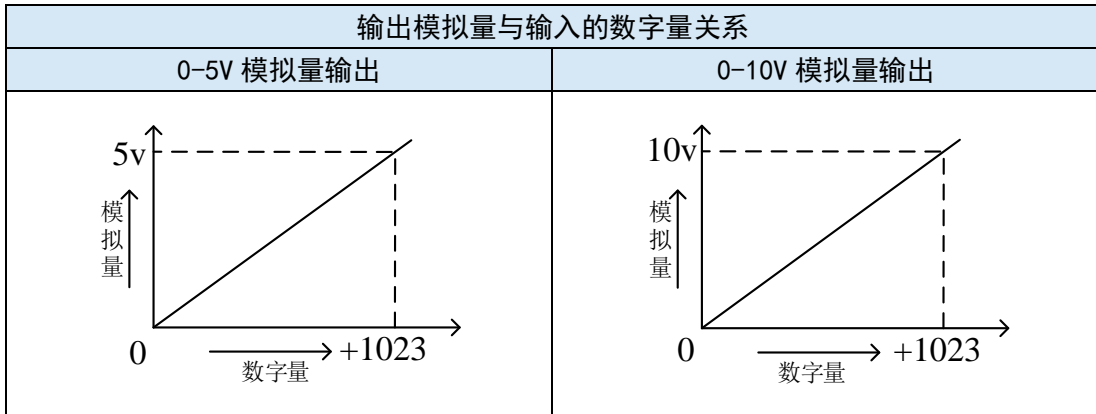 输出模拟量与输入的数字量关系
0-5V 模拟量输出
0-10V 模拟量输出
5v
模拟量
0
+1023
数字量
10v
模拟量
0
+1023
数字量